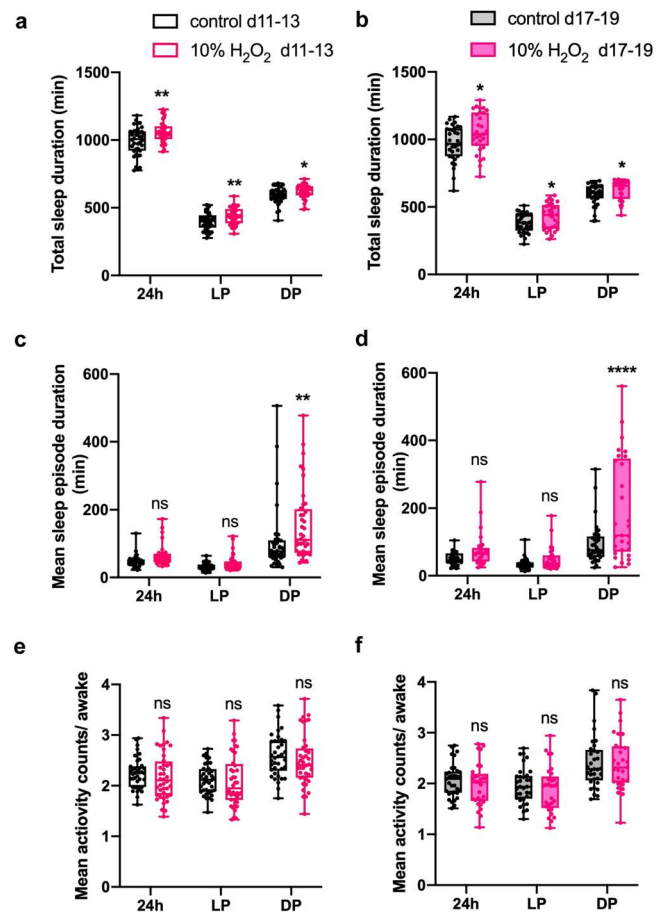 a
control d11-13
10% H₂O₂ d11-13
Total sleep duration (min)
1500
1000
500
0
**
**
*
24h LP DP
b
control d17-19
10% H₂O₂ d17-19
Total sleep duration (min)
1500
1000
500
0
*
*
*
24h LP DP
c
Mean sleep episode duration
(min)
600
400
200
0
ns
ns
**
24h LP DP
d
Mean sleep episode duration
(min)
600
400
200
0
ns
ns
****
24h LP DP
e
Mean actiovity counts/ awake
4
3
2
1
0
ns
ns
ns
24h LP DP
f
Mean activity counts/ awake
4
3
2
1
0
ns
ns
ns
24h LP DP